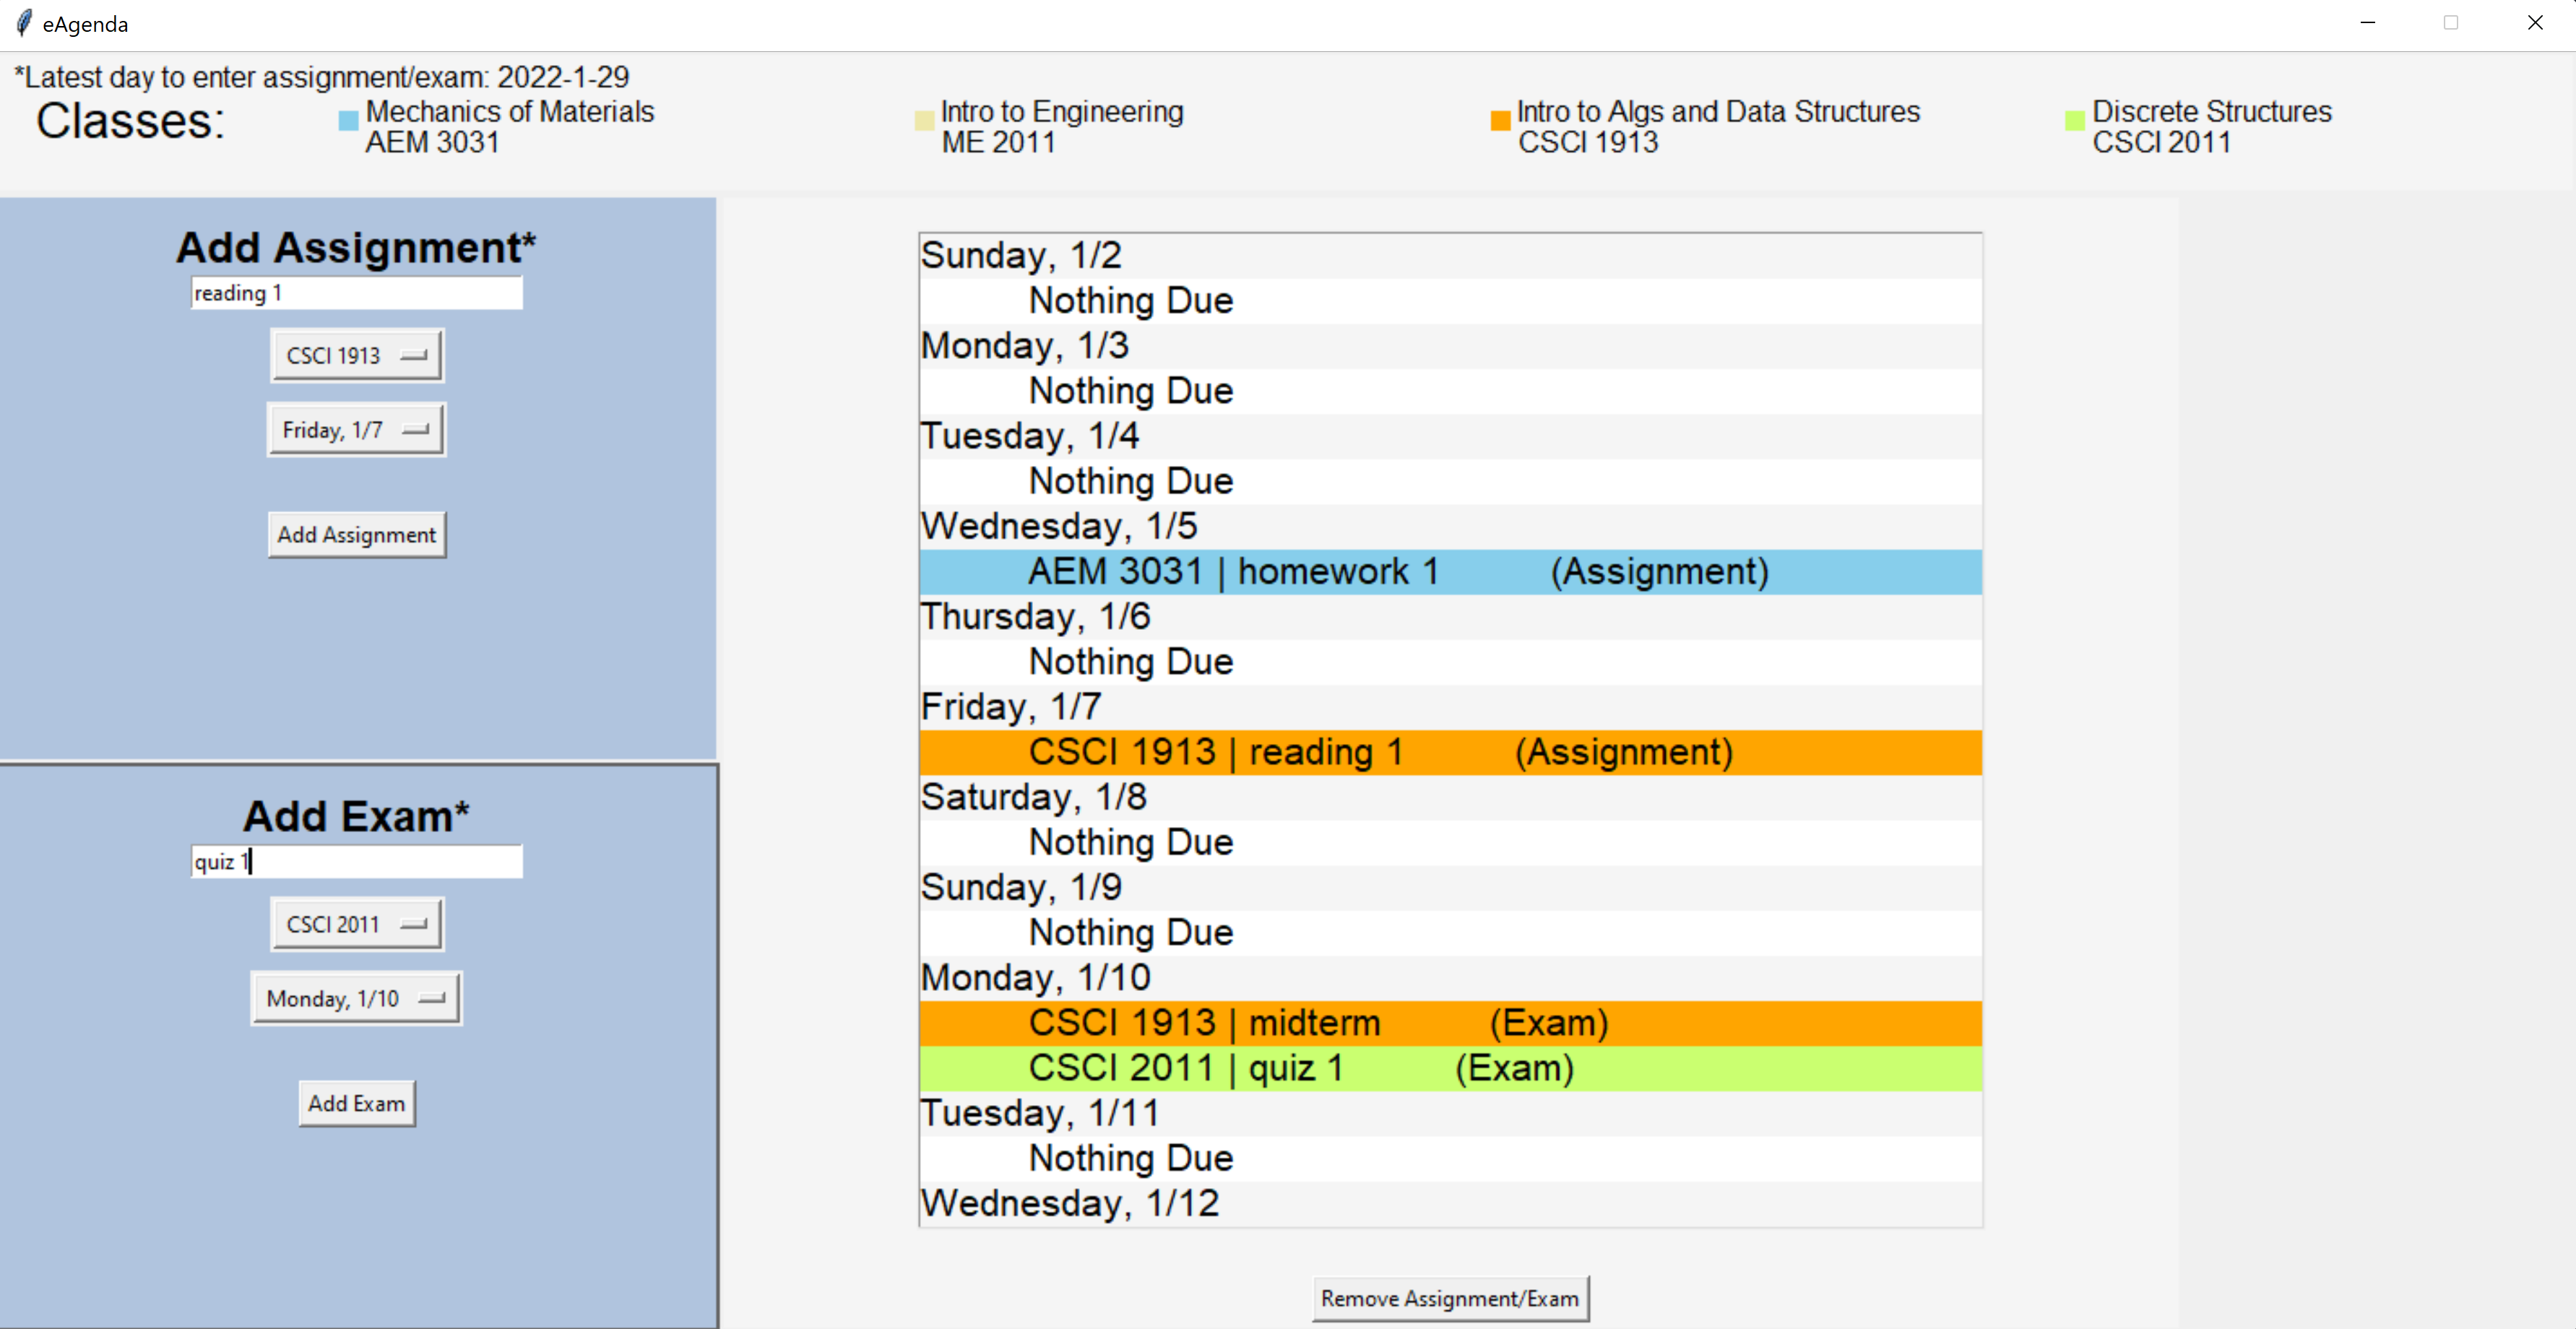 eAgenda
*Latest day to enter assignment/exam: 2022-1-29
Classes:
Mechanics of Materials
AEM 3031
Intro to Engineering
ME 2011
Intro to Algs and Data Structures
CSCI 1913
Discrete Structures
CSCI 2011
Add Assignment*
reading 1
CSCI 1913
Friday, 1/7
Add Assignment
Add Exam*
quiz 1
CSCI 2011
Monday, 1/10
Add Exam
Sunday, 1/2
Nothing Due
Monday, 1/3
Nothing Due
Tuesday, 1/4
Nothing Due
Wednesday, 1/5
AEM 3031 | homework 1 (Assignment)
Thursday, 1/6
Nothing Due
Friday, 1/7
CSCI 1913 | reading 1 (Assignment)
Saturday, 1/8
Nothing Due
Sunday, 1/9
Nothing Due
Monday, 1/10
CSCI 1913 | midterm (Exam)
CSCI 2011 | quiz 1 (Exam)
Tuesday, 1/11
Nothing Due
Wednesday, 1/12
Remove Assignment/Exam